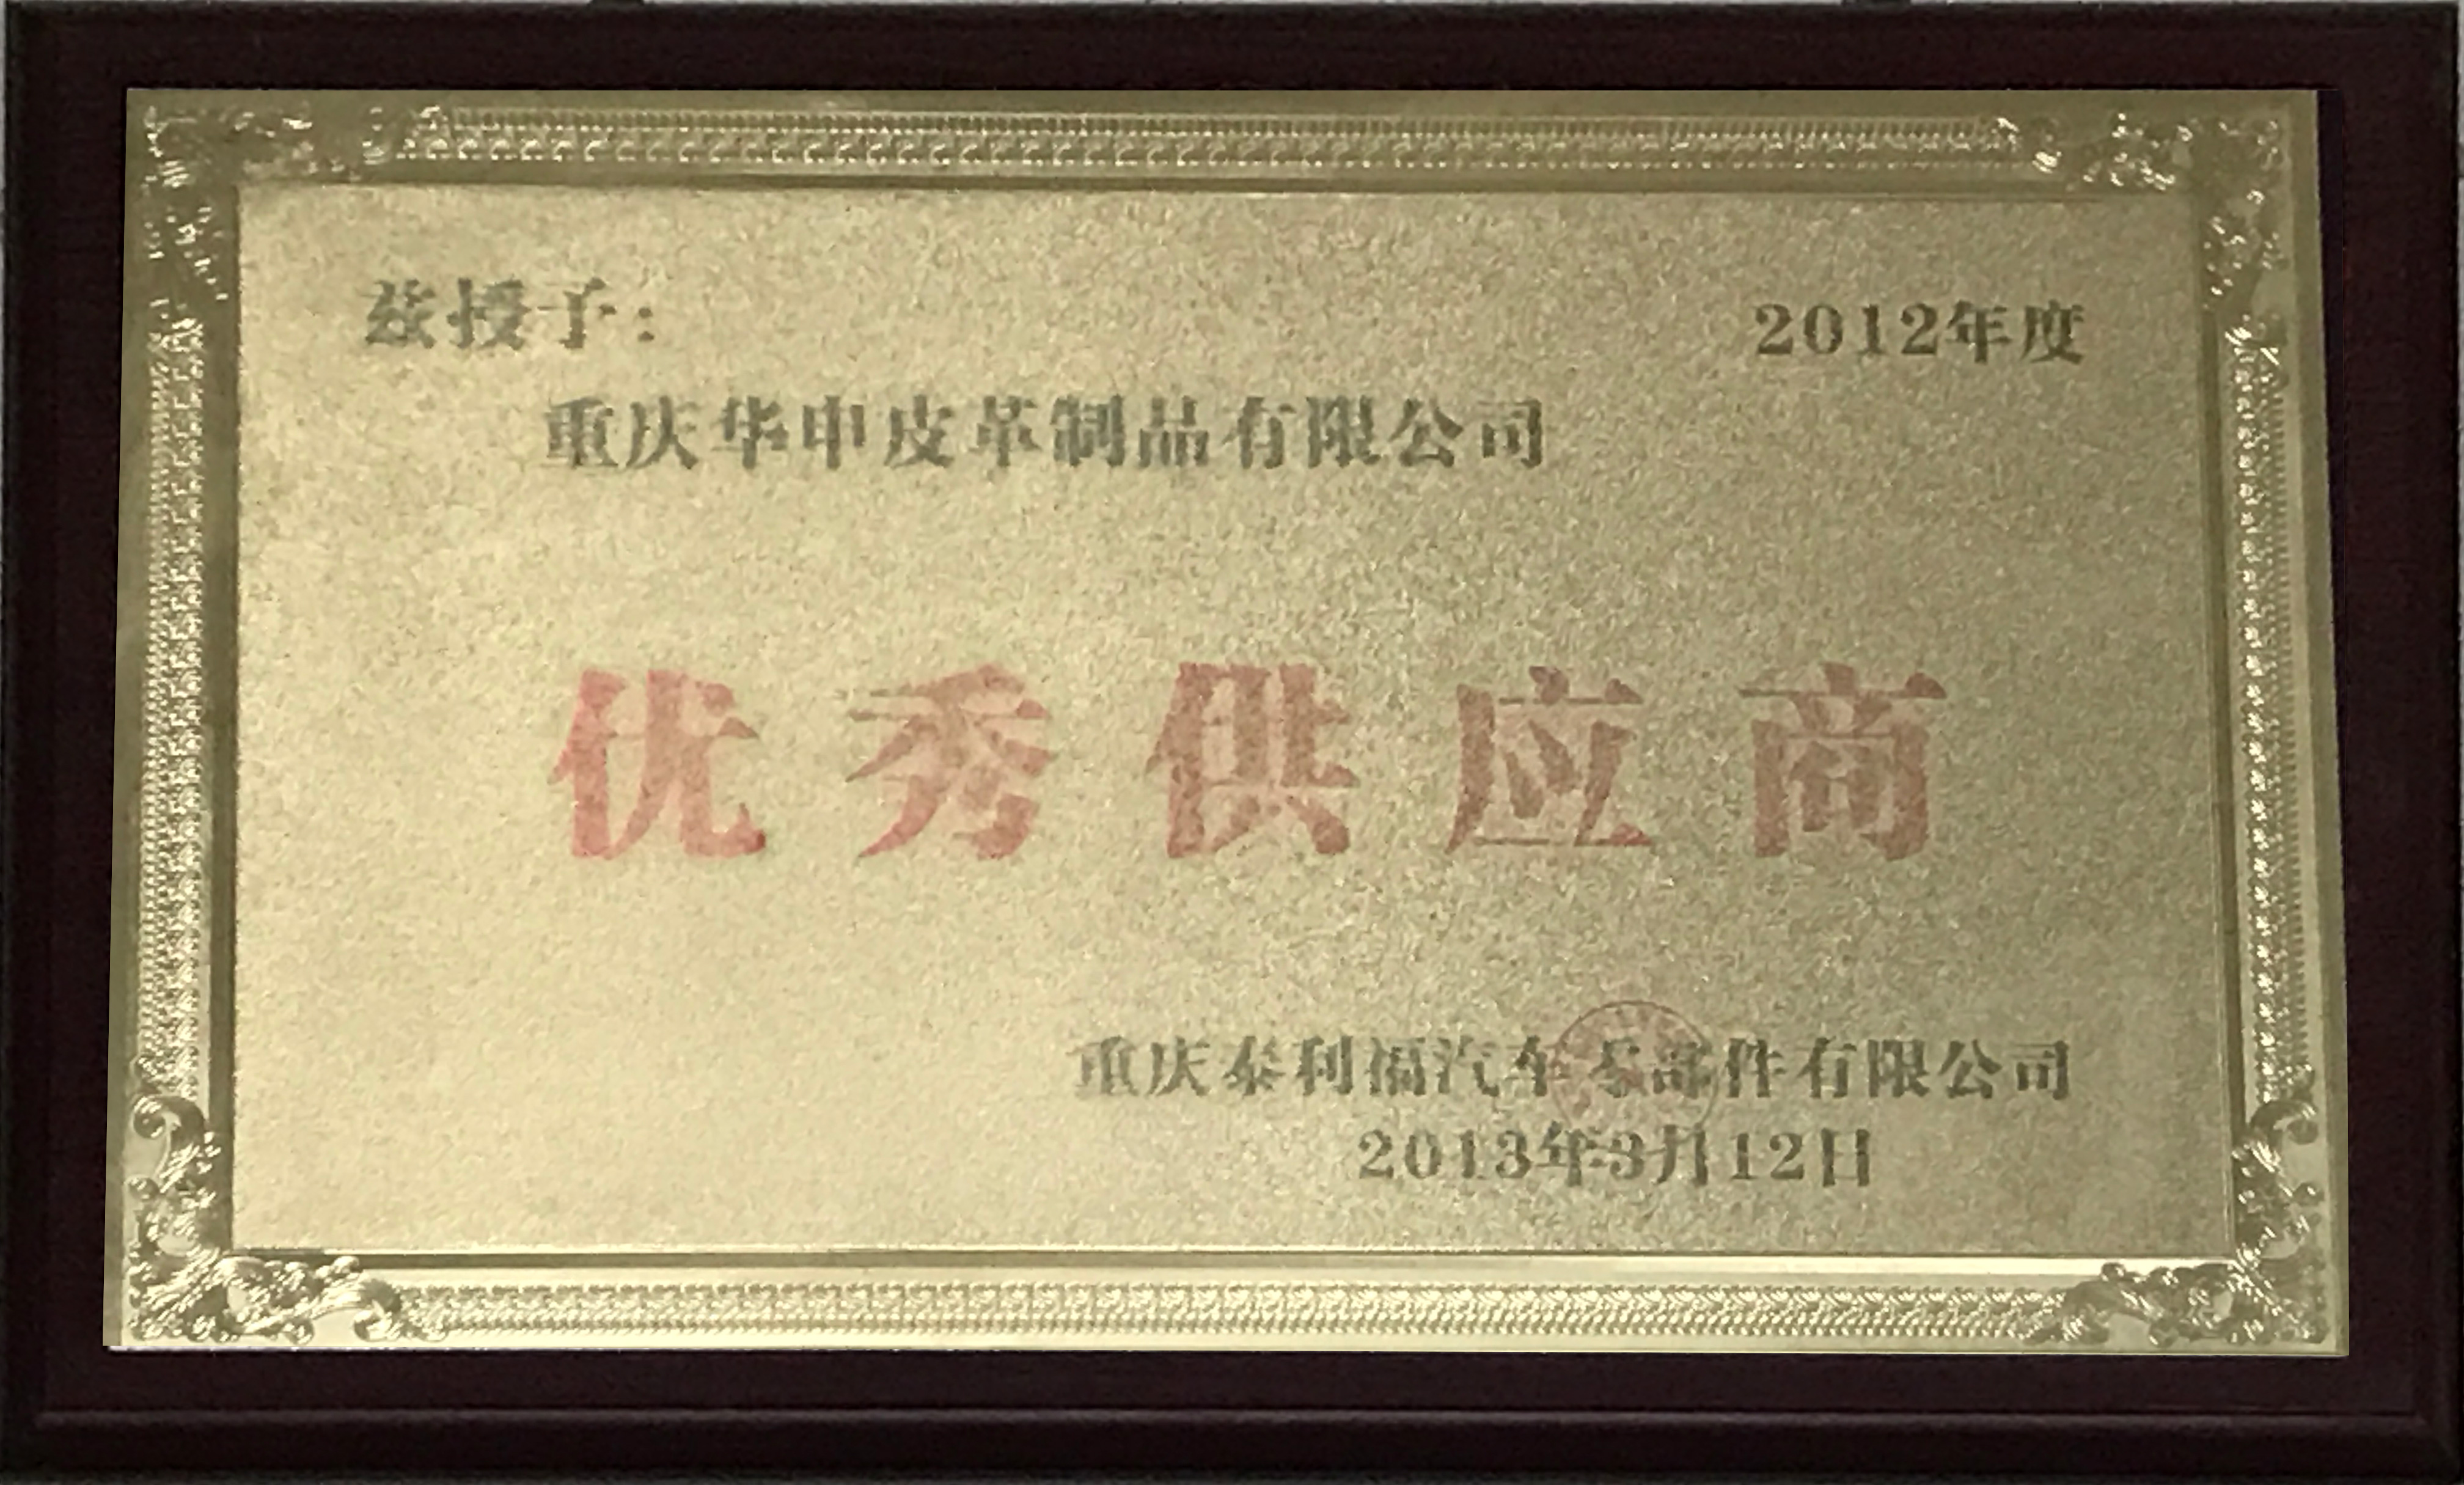 兹授予：
2012年度
重庆华申皮革制品有限公司
优秀供应商
重庆泰利福汽车零部件有限公司
2013年3月12日